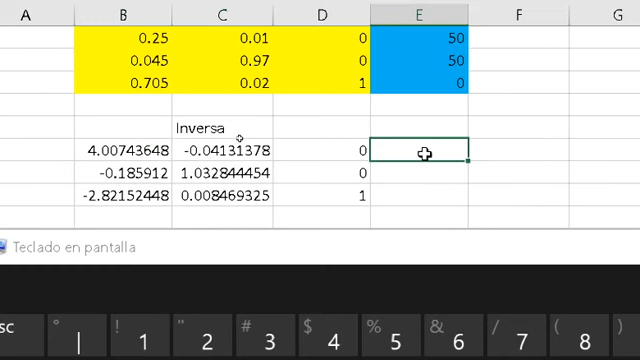 A B C D E F G
0.25 0.01 0 50
0.045 0.97 0 50
0.705 0.02 1 0
Inversa
4.00743648 -0.04131378 0
-0.185912 1.032844454 0
-2.82152448 0.008469325 1
Teclado en pantalla
sc ° | ! 1 " 2 # 3 $ 4 % 5 & 6 / 7 ( 8